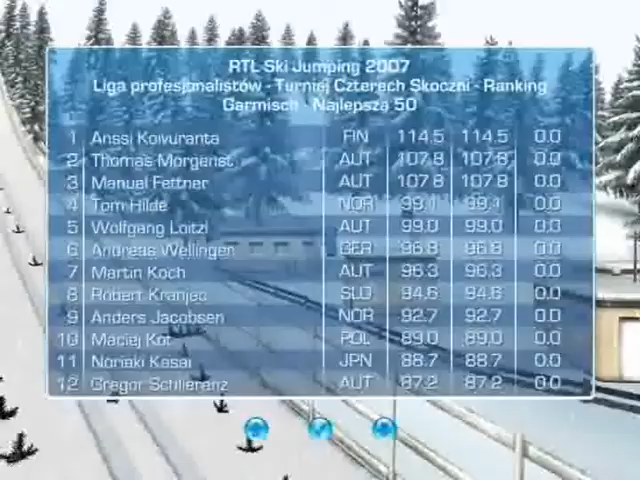 RTL Ski Jumping 2007
Liga profesjonalistów - Turniej Czterech Skoczni - Ranking
Garmisch - Najlepsza 50
1 Anssi Koivuranta FIN 114.5 114.5 0.0
2 Thomas Morgenst AUT 107.8 107.8 0.0
3 Manuel Fettner AUT 107.8 107.8 0.0
4 Tom Hilde NOR 99.1 99.1 0.0
5 Wolfgang Loitzl AUT 99.0 99.0 0.0
6 Andreas Wellingen GER 96.8 96.8 0.0
7 Martin Koch AUT 96.3 96.3 0.0
8 Robert Kranjec SLO 94.6 94.6 0.0
9 Anders Jacobsen NOR 92.7 92.7 0.0
10 Maciej Kot POL 89.0 89.0 0.0
11 Noriaki Kasai JPN 88.7 88.7 0.0
12 Gregor Schlierenz AUT 87.2 87.2 0.0